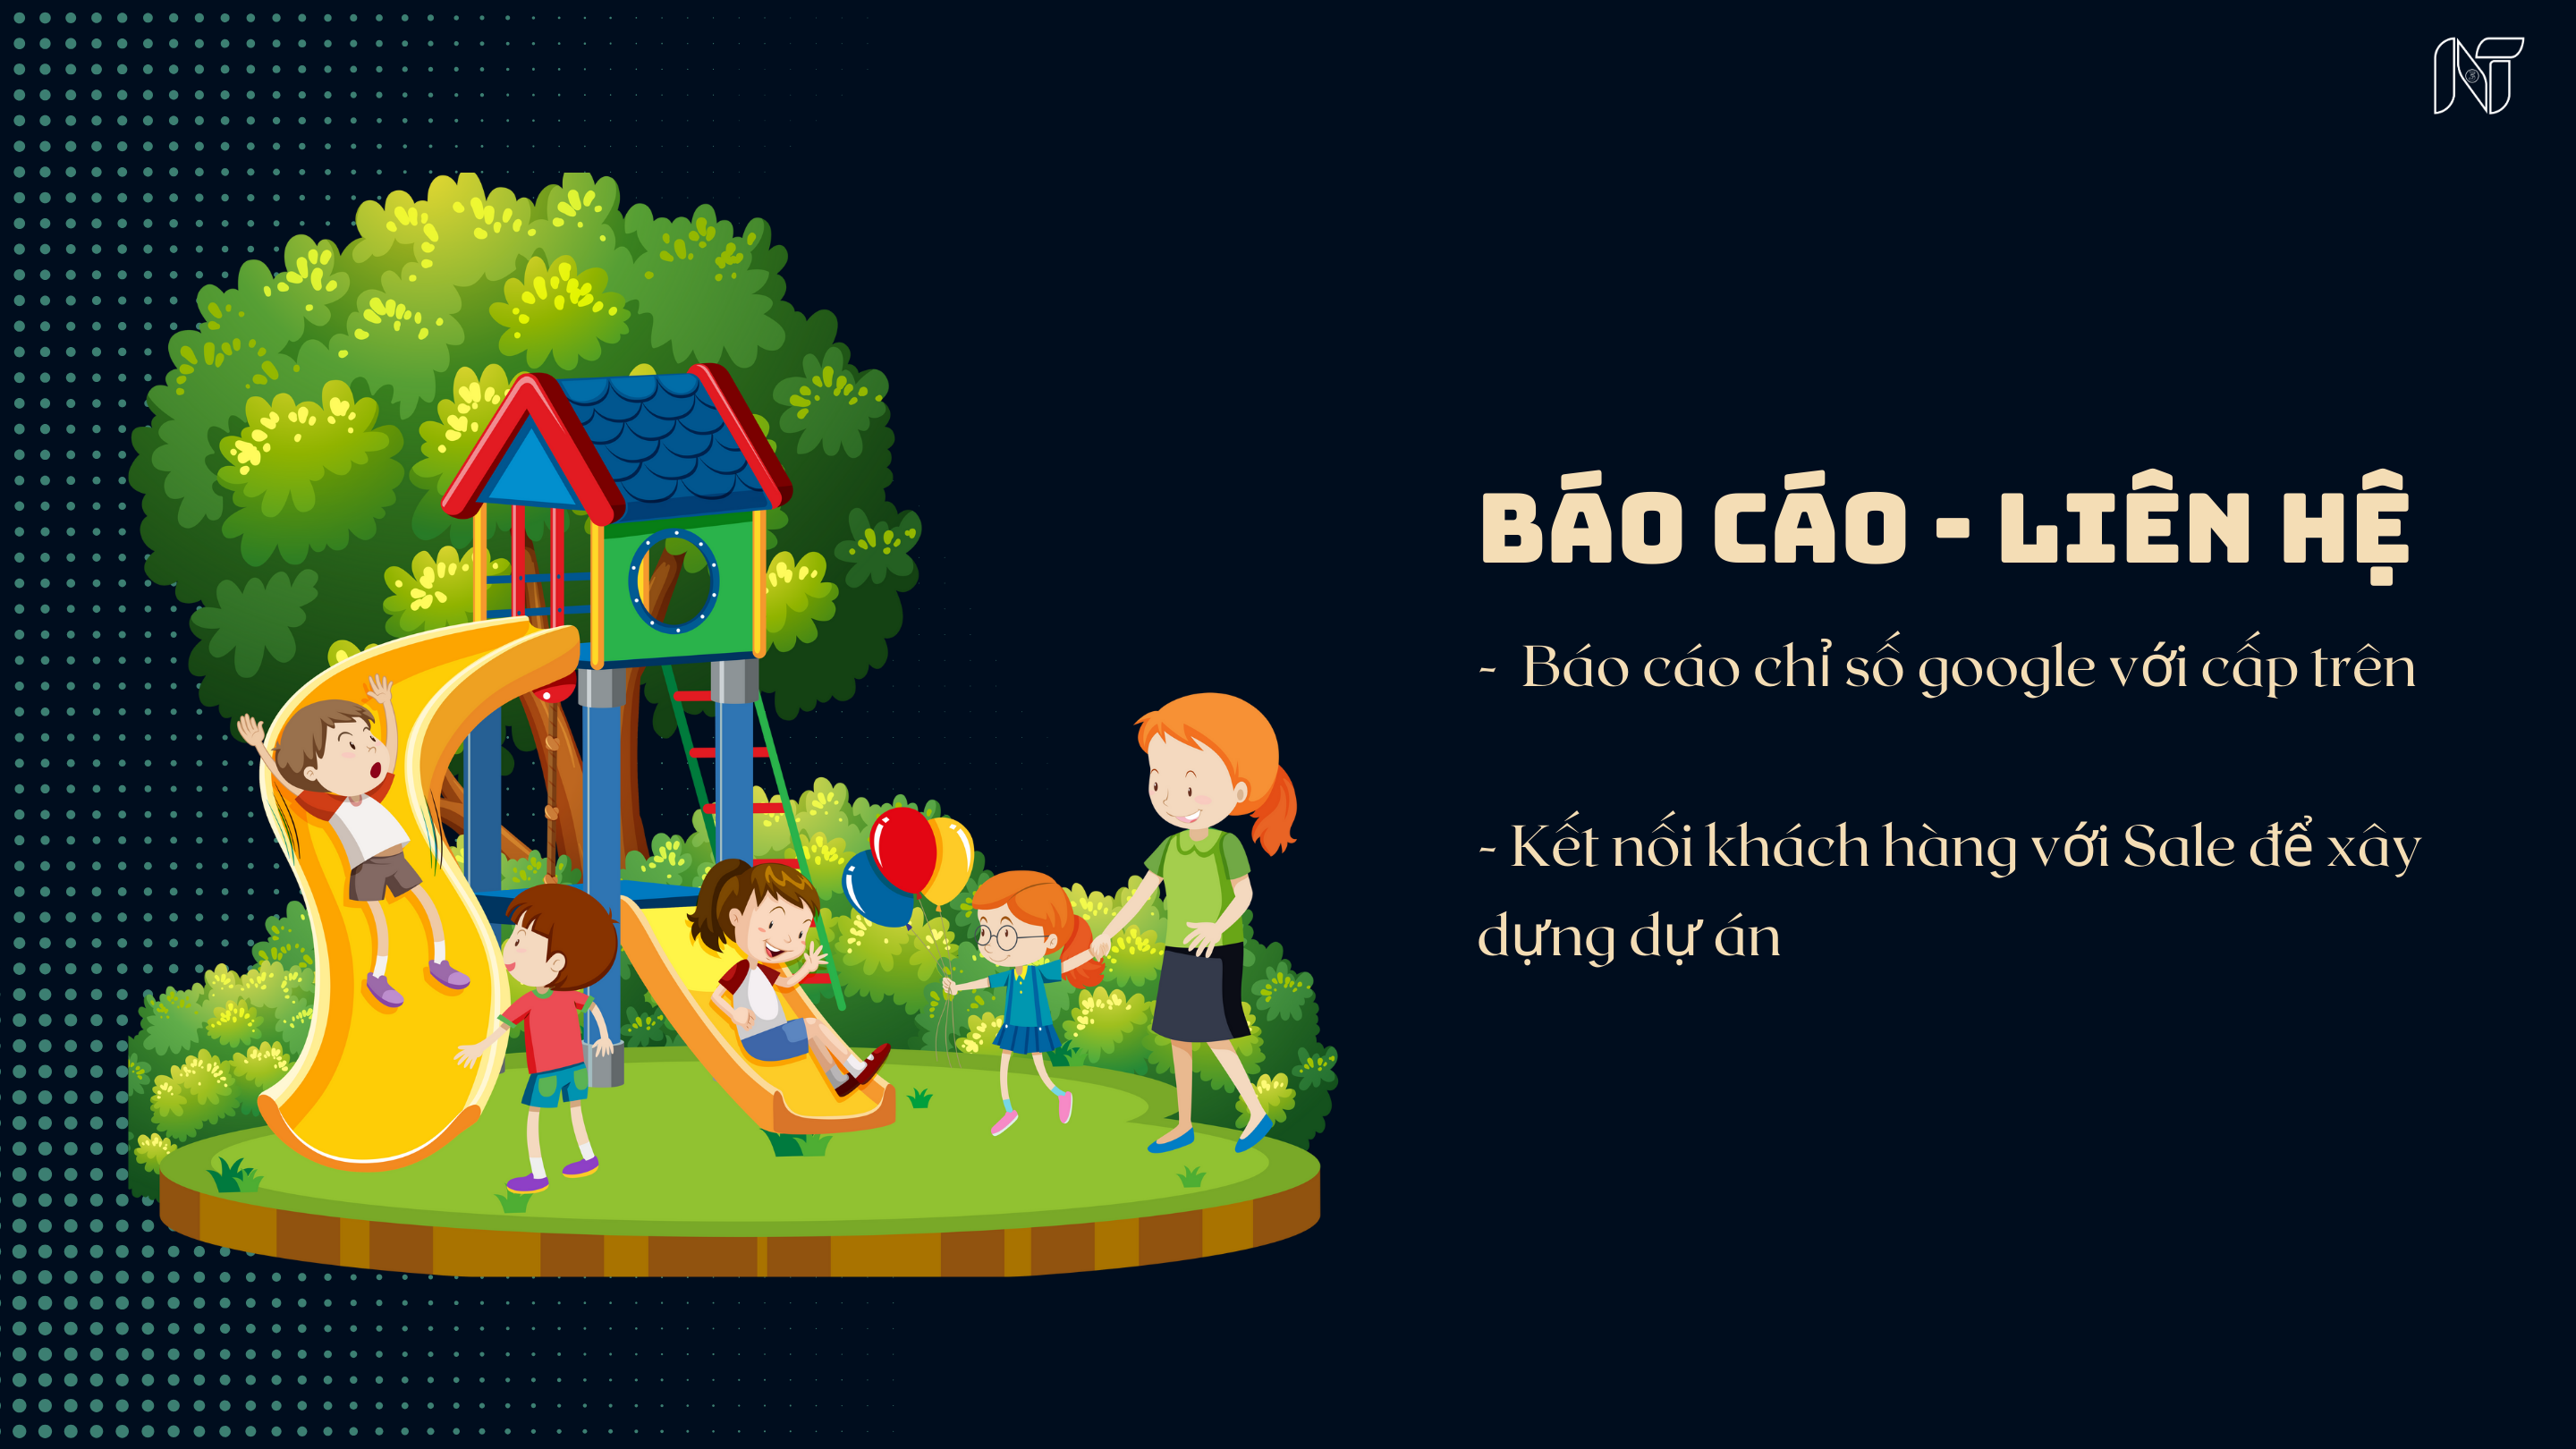 BÁO CÁO - LIÊN HỆ
- Báo cáo chỉ số google với cấp trên
- Kết nối khách hàng với Sale để xây
dựng dự án